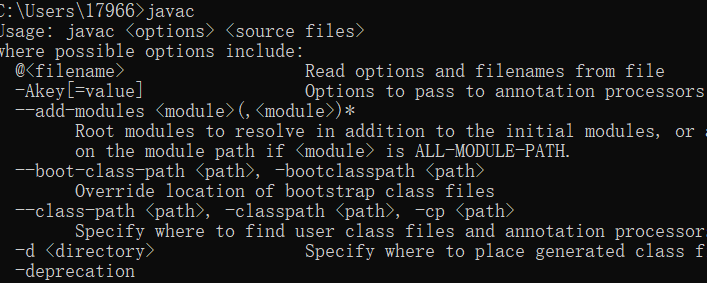 C:\Users\17966>javac
Usage: javac <options> <source files>
where possible options include:
@<filename> Read options and filenames from file
-Akey[=value] Options to pass to annotation processors
--add-modules <module>(,<module>)*
Root modules to resolve in addition to the initial modules, or
on the module path if <module> is ALL-MODULE-PATH.
--boot-class-path <path>, -bootclasspath <path>
Override location of bootstrap class files
--class-path <path>, -classpath <path>, -cp <path>
Specify where to find user class files and annotation processor
-d <directory> Specify where to place generated class
-deprecation